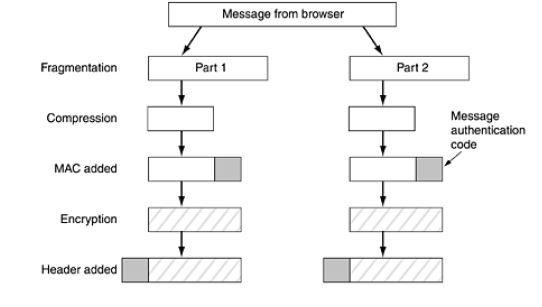 Message from browser
Fragmentation
Part 1
Part 2
Compression
Message
authentication
code
MAC added
Encryption
Header added